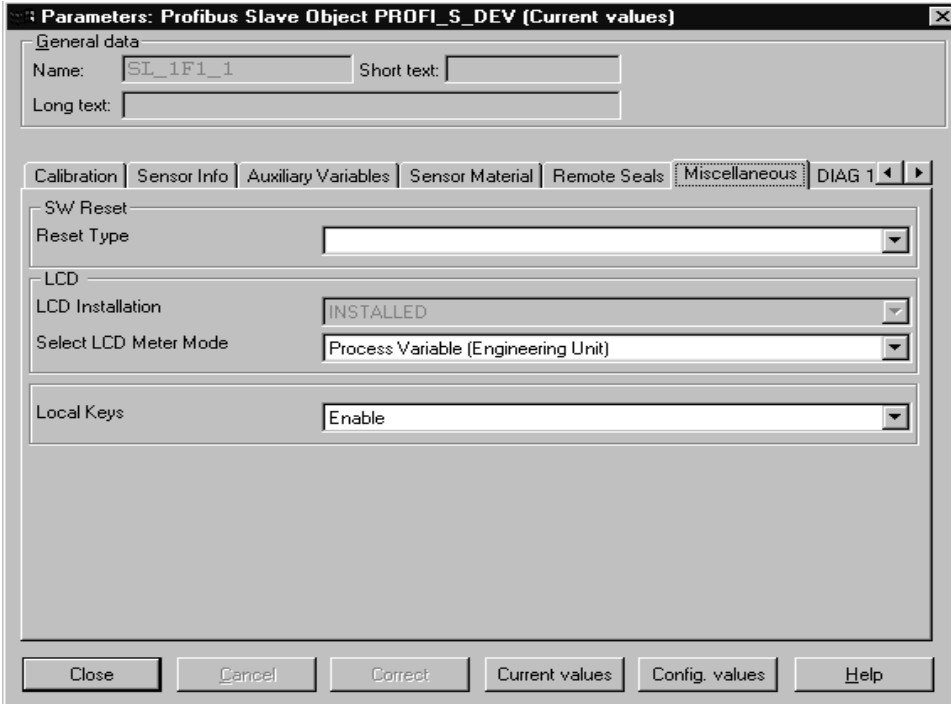 Parameters: Profibus Slave Object PROFI_S_DEV (Current values)
General data
Name: SL_1F1_1 Short text:
Long text:
Calibration Sensor Info Auxiliary Variables Sensor Material Remote Seals Miscellaneous DIAG 1
SW Reset
Reset Type
LCD
LCD Installation INSTALLED
Select LCD Meter Mode Process Variable (Engineering Unit)
Local Keys Enable
Close Cancel Correct Current values Config. values Help